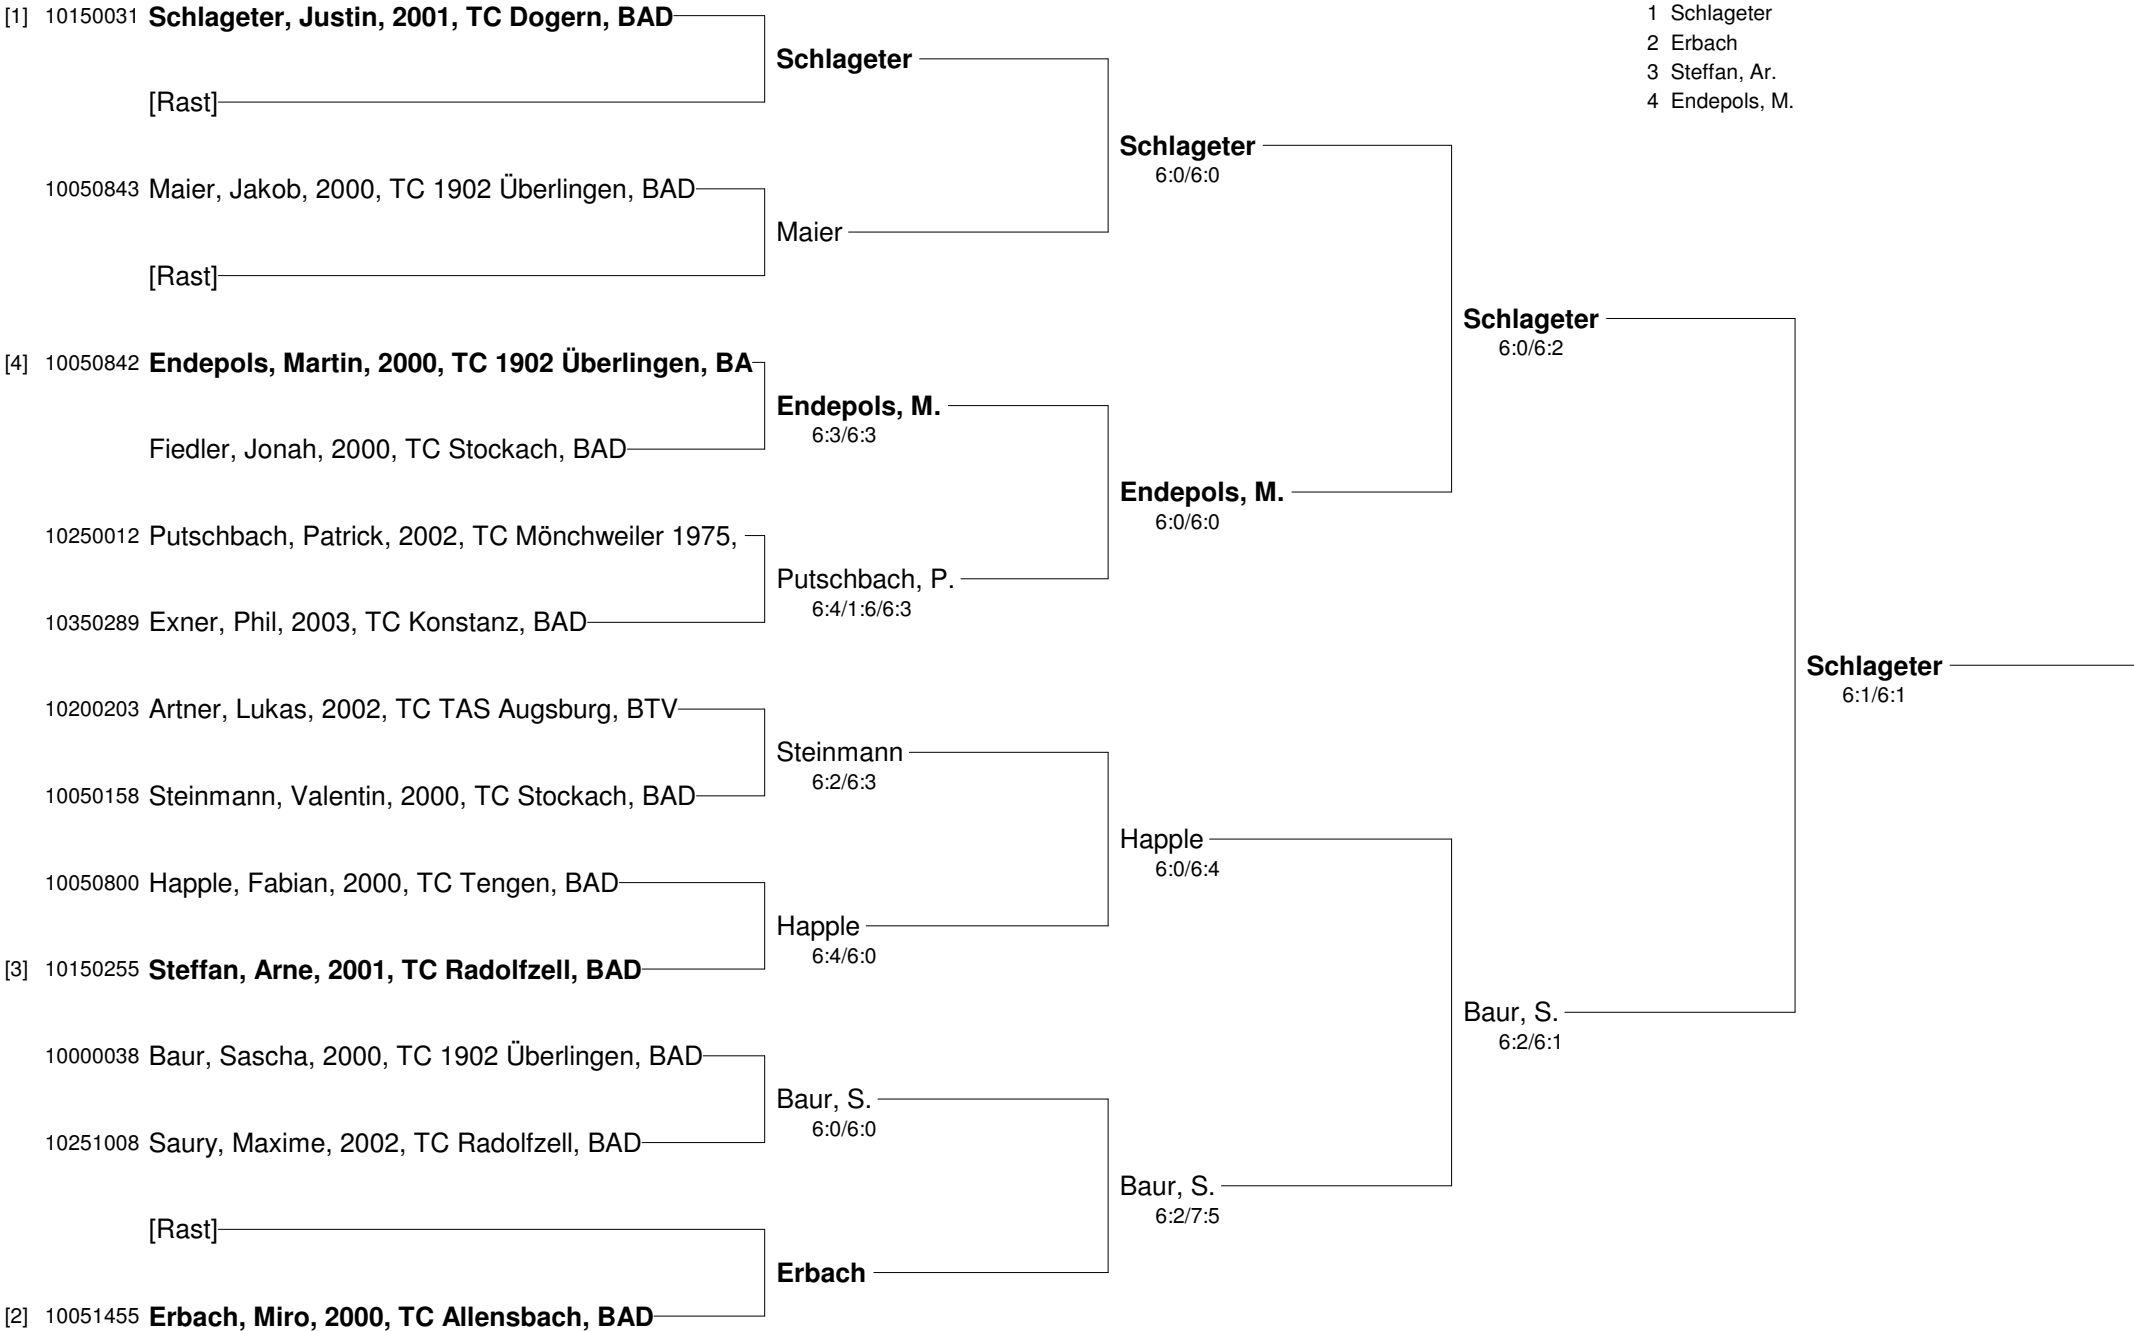 [1] 10150031 Schlageter, Justin, 2001, TC Dogern, BAD
[Rast]
10050843 Maier, Jakob, 2000, TC 1902 Überlingen, BAD
[Rast]
[4] 10050842 Endepols, Martin, 2000, TC 1902 Überlingen, BA
Fiedler, Jonah, 2000, TC Stockach, BAD
10250012 Putschbach, Patrick, 2002, TC Mönchweiler 1975,
10350289 Exner, Phil, 2003, TC Konstanz, BAD
10200203 Artner, Lukas, 2002, TC TAS Augsburg, BTV
10050158 Steinmann, Valentin, 2000, TC Stockach, BAD
10050800 Happle, Fabian, 2000, TC Tengen, BAD
[3] 10150255 Steffan, Arne, 2001, TC Radolfzell, BAD
10000038 Baur, Sascha, 2000, TC 1902 Überlingen, BAD
10251008 Saury, Maxime, 2002, TC Radolfzell, BAD
[Rast]
[2] 10051455 Erbach, Miro, 2000, TC Allensbach, BAD
Schlageter
Maier
Endepols, M.
6:3/6:3
Putschbach, P.
6:4/1:6/6:3
Steinmann
6:2/6:3
Happle
6:4/6:0
Baur, S.
6:0/6:0
Erbach
Schlageter
6:0/6:0
Endepols, M.
6:0/6:0
Happle
6:0/6:4
Baur, S.
6:2/7:5
Schlageter
6:0/6:2
Baur, S.
6:2/6:1
Schlageter
6:1/6:1
1 Schlageter
2 Erbach
3 Steffan, Ar.
4 Endepols, M.